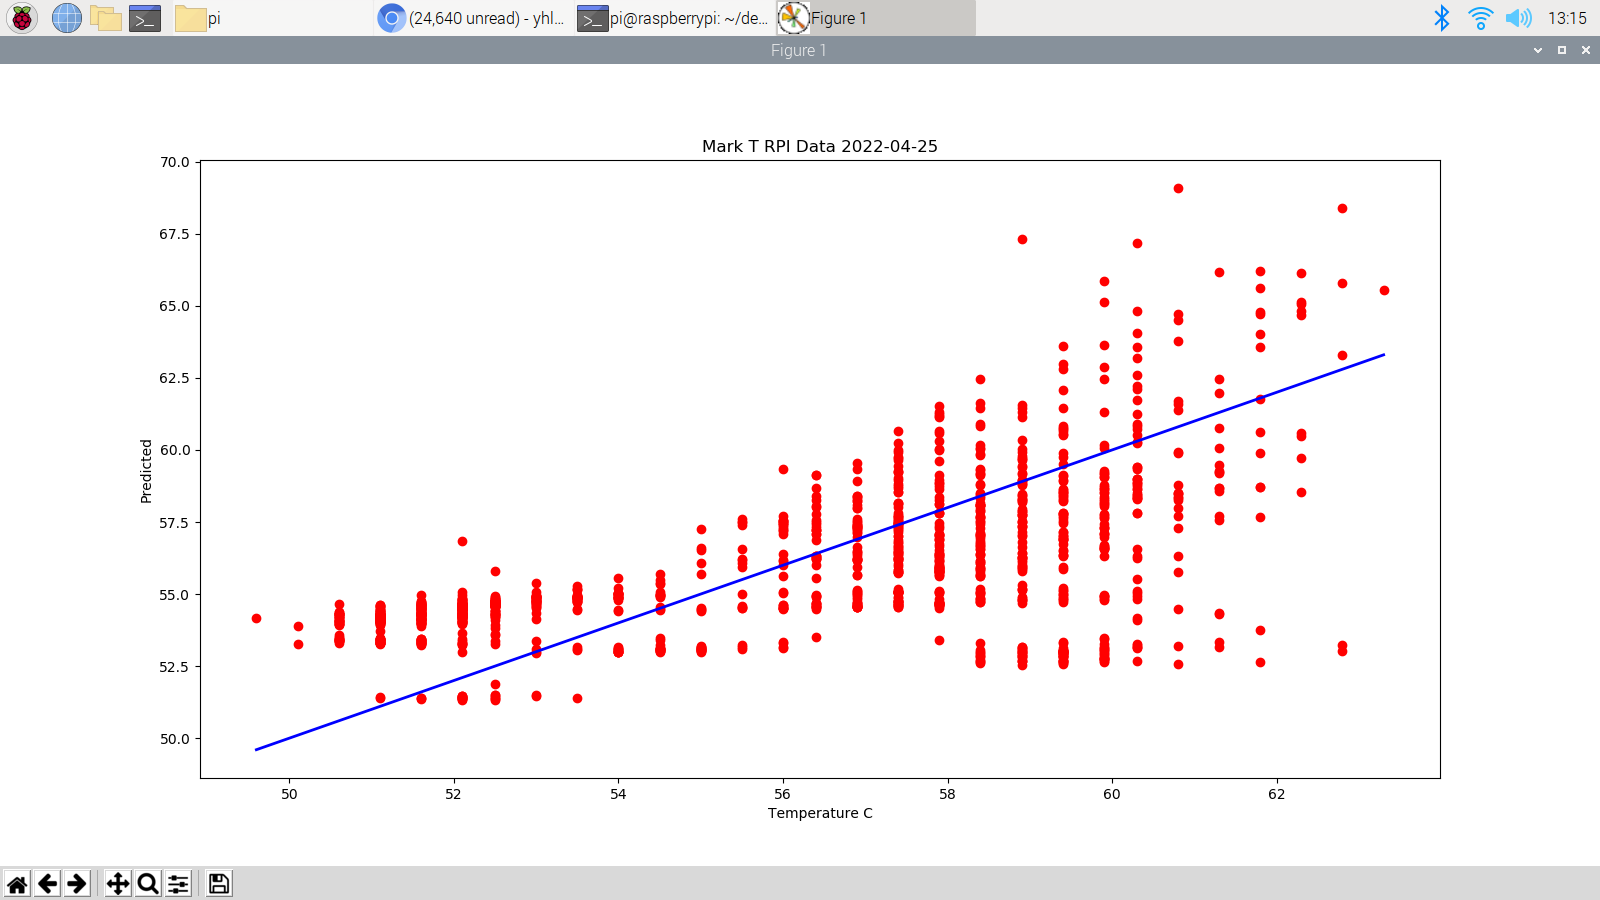 pi
(24,640 unread) - yhl...
pi@raspberrypi: ~/de...
Figure 1
13:15
Figure 1
Mark T RPI Data 2022-04-25
70.0
67.5
65.0
62.5
60.0
57.5
55.0
52.5
50.0
Predicted
50 52 54 56 58 60 62
Temperature C